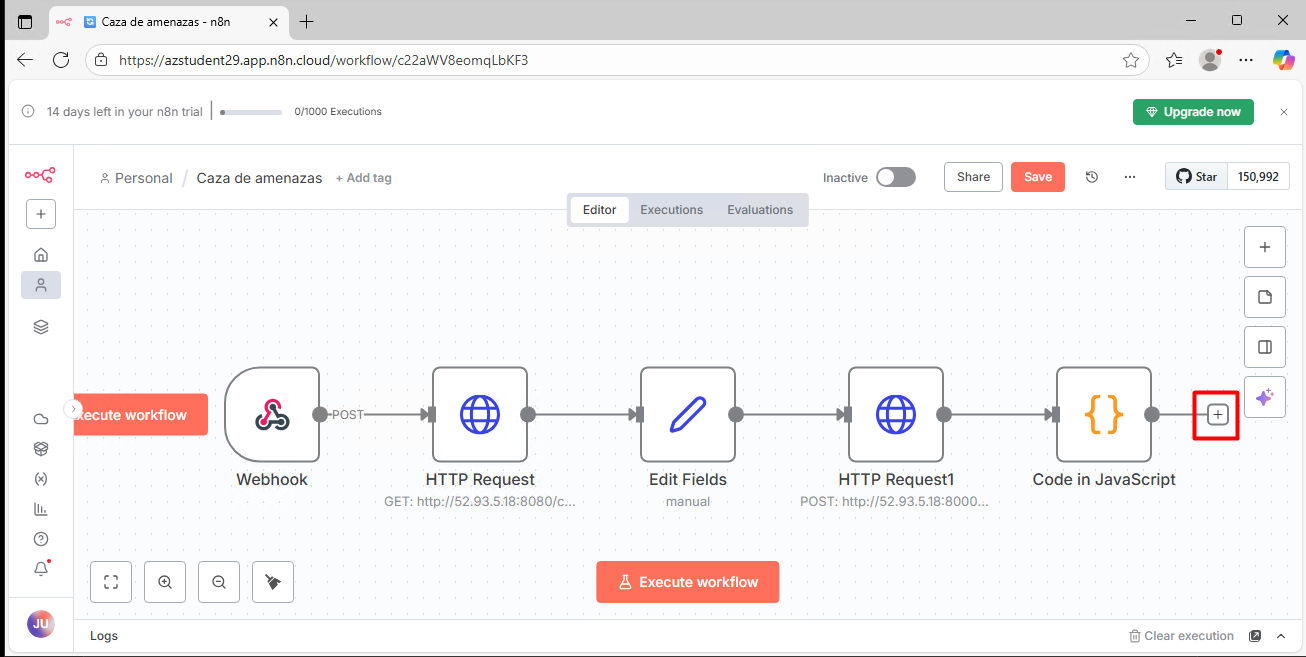 Caza de amenazas - n8n
https://azstudent29.app.n8n.cloud/workflow/c22aWV8eomqLbKF3
14 days left in your n8n trial
0/1000 Executions
Upgrade now
Personal / Caza de amenazas + Add tag
Inactive
Share
Save
Star
150,992
Editor
Executions
Evaluations
ecute workflow
POST
Webhook
HTTP Request
GET: http://52.93.5.18:8080/c...
Edit Fields
manual
HTTP Request1
POST: http://52.93.5.18:8000...
Code in JavaScript
Execute workflow
JU
Logs
Clear execution